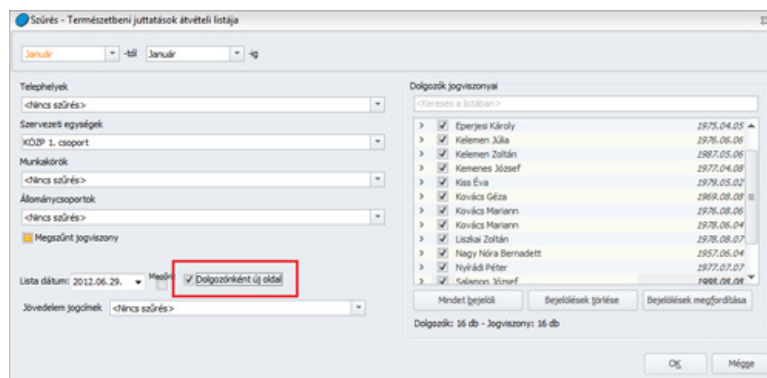 Szűrés - Természetbeni juttatások átvételi listája
Január -tól Január -ig
Telephelyek
<Nincs szűrés>
Szervezeti egységek
KÖZP 1. csoport
Munkakörök
<Nincs szűrés>
Állománycsoportok
<Nincs szűrés>
Megszűnt jogviszony
Lista dátum: 2012.06.29.
Dolgozónként új oldal
Jövedelem jogcímek <Nincs szűrés>
Dolgozók jogviszonyai
<Keresés a listában>
Eperjesi Károly 1975.04.05
Kelemen Júlia 1976.06.06
Kelemen Zoltán 1987.05.06
Kemenes József 1977.04.08
Kiss Éva 1979.05.02
Kovács Géza 1969.08.08
Kovács Mariann 1976.08.06
Kovács Mariann 1978.06.04
Liszkai Zoltán 1978.08.07
Nagy Nóra Bernadett 1957.06.04
Nyírádi Péter 1977.07.07
Salamon József 1988.08.08
Mindet bejelöli Bejelölések törlése Bejelölések megfordítása
Dolgozók: 16 db - Jogviszony: 16 db
OK Mégse